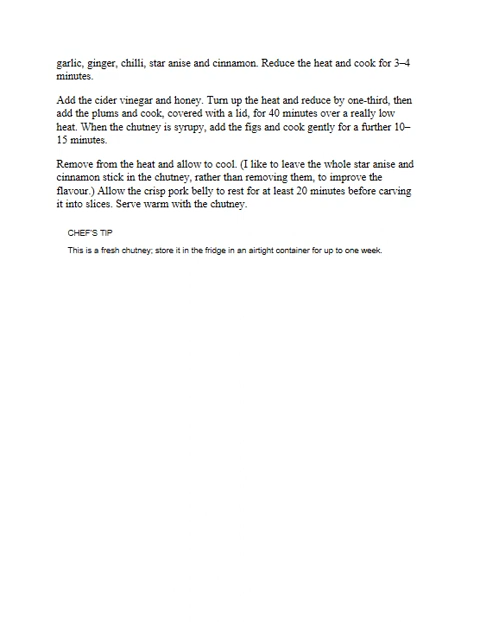 garlic, ginger, chilli, star anise and cinnamon. Reduce the heat and cook for 3–4
minutes.
Add the cider vinegar and honey. Turn up the heat and reduce by one-third, then
add the plums and cook, covered with a lid, for 40 minutes over a really low
heat. When the chutney is syrupy, add the figs and cook gently for a further 10–
15 minutes.
Remove from the heat and allow to cool. (I like to leave the whole star anise and
cinnamon stick in the chutney, rather than removing them, to improve the
flavour.) Allow the crisp pork belly to rest for at least 20 minutes before carving
it into slices. Serve warm with the chutney.
CHEF'S TIP
This is a fresh chutney; store it in the fridge in an airtight container for up to one week.